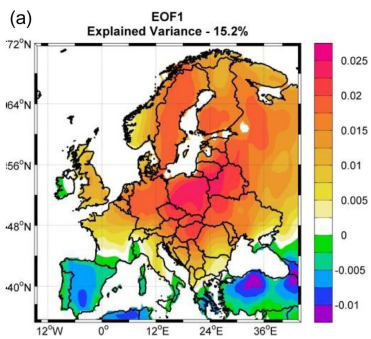 (a)
EOF1
Explained Variance - 15.2%
72°N
64°N
56°N
48°N
40°N
12°W
0°
12°E
24°E
36°E
0.025
0.02
0.015
0.01
0.005
0
-0.005
-0.01